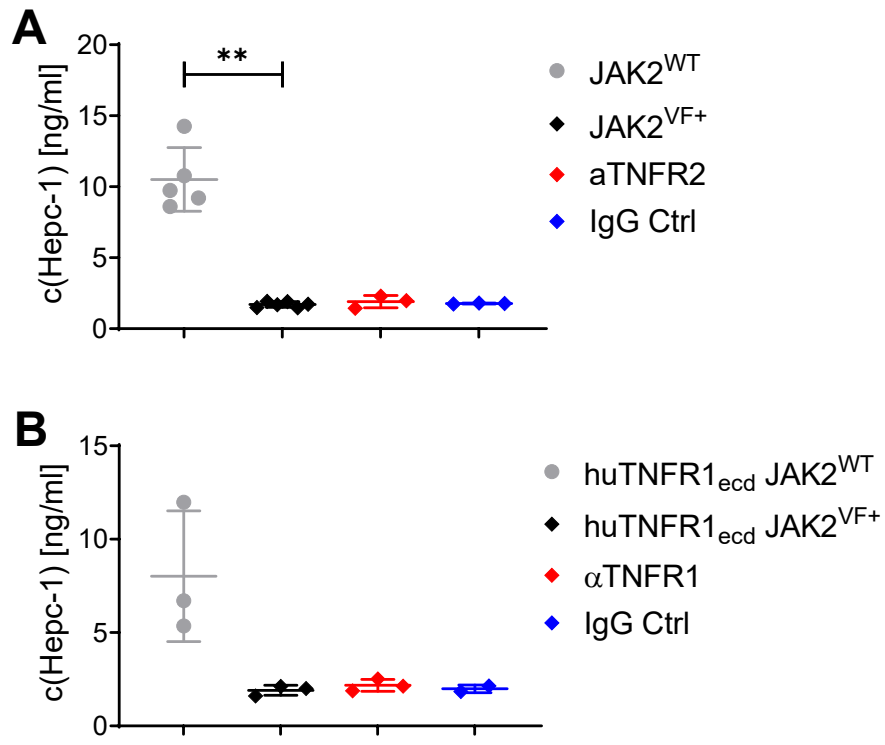 A
c(Hepc-1) [ng/ml]
20
15
10
5
0
**
JAK2WT
JAK2VF+
aTNFR2
IgG Ctrl
B
c(Hepc-1) [ng/ml]
15
10
5
0
huTNFR1ecd JAK2WT
huTNFR1ecd JAK2VF+
αTNFR1
IgG Ctrl